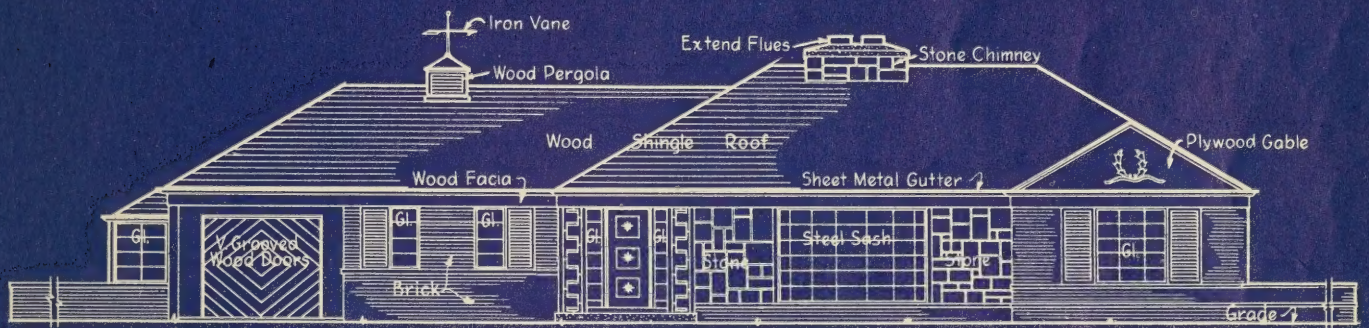 Iron Vane
Extend Flues
Stone Chimney
Wood Pergola
Wood Shingle Roof
Plywood Gable
Wood Facia
Sheet Metal Gutter
Gl.
Gl.
Gl.
Gl.
Gl.
V. Grooved
Wood Doors
Steel Sash
Gl.
Stone
Stone
Brick
Grade